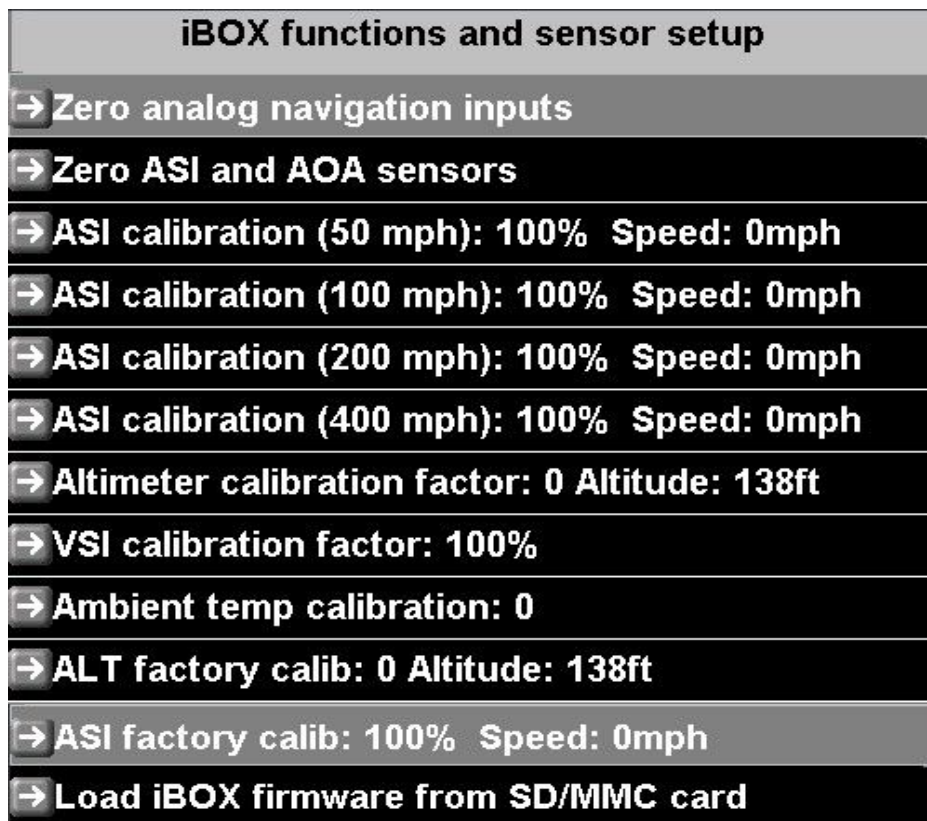 iBOX functions and sensor setup
Zero analog navigation inputs
Zero ASI and AOA sensors
ASI calibration (50 mph): 100%  Speed: 0mph
ASI calibration (100 mph): 100%  Speed: 0mph
ASI calibration (200 mph): 100%  Speed: 0mph
ASI calibration (400 mph): 100%  Speed: 0mph
Altimeter calibration factor: 0 Altitude: 138ft
VSI calibration factor: 100%
Ambient temp calibration: 0
ALT factory calib: 0 Altitude: 138ft
ASI factory calib: 100%  Speed: 0mph
Load iBOX firmware from SD/MMC card